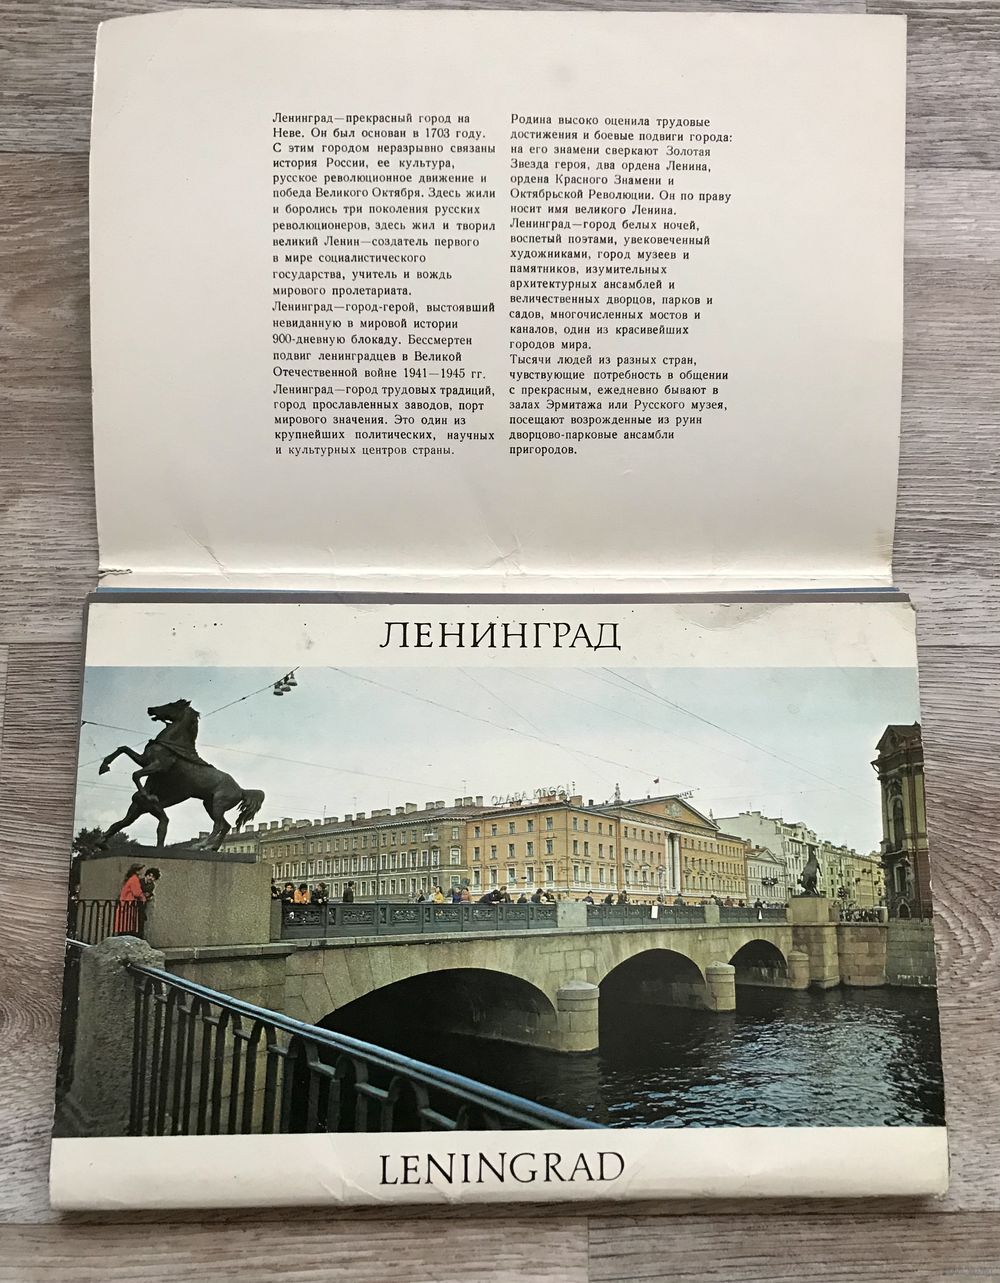 Ленинград—прекрасный город на
Неве. Он был основан в 1703 году.
С этим городом неразрывно связаны
история России, ее культура,
русское революционное движение и
победа Великого Октября. Здесь жили
и боролись три поколения русских
революционеров, здесь жил и творил
великий Ленин—создатель первого
в мире социалистического
государства, учитель и вождь
мирового пролетариата.
Ленинград—город-герой, выстоявший
невиданную в мировой истории
900-дневную блокаду. Бессмертен
подвиг ленинградцев в Великой
Отечественной войне 1941—1945 гг.
Ленинград—город трудовых традиций,
город прославленных заводов, порт
мирового значения. Это один из
крупнейших политических, научных
и культурных центров страны.
Родина высоко оценила трудовые
достижения и боевые подвиги города:
на его знамени сверкают Золотая
Звезда героя, два ордена Ленина,
ордена Красного Знамени и
Октябрьской Революции. Он по праву
носит имя великого Ленина.
Ленинград—город белых ночей,
воспетый поэтами, увековеченный
художниками, город музеев и
памятников, изумительных
архитектурных ансамблей и
величественных дворцов, парков и
садов, многочисленных мостов и
каналов, один из красивейших
городов мира.
Тысячи людей из разных стран,
чувствующие потребность в общении
с прекрасным, ежедневно бывают в
залах Эрмитажа или Русского музея,
посещают возрожденные из руин
дворцово-парковые ансамбли
пригородов.
ЛЕНИНГРАД
LENINGRAD